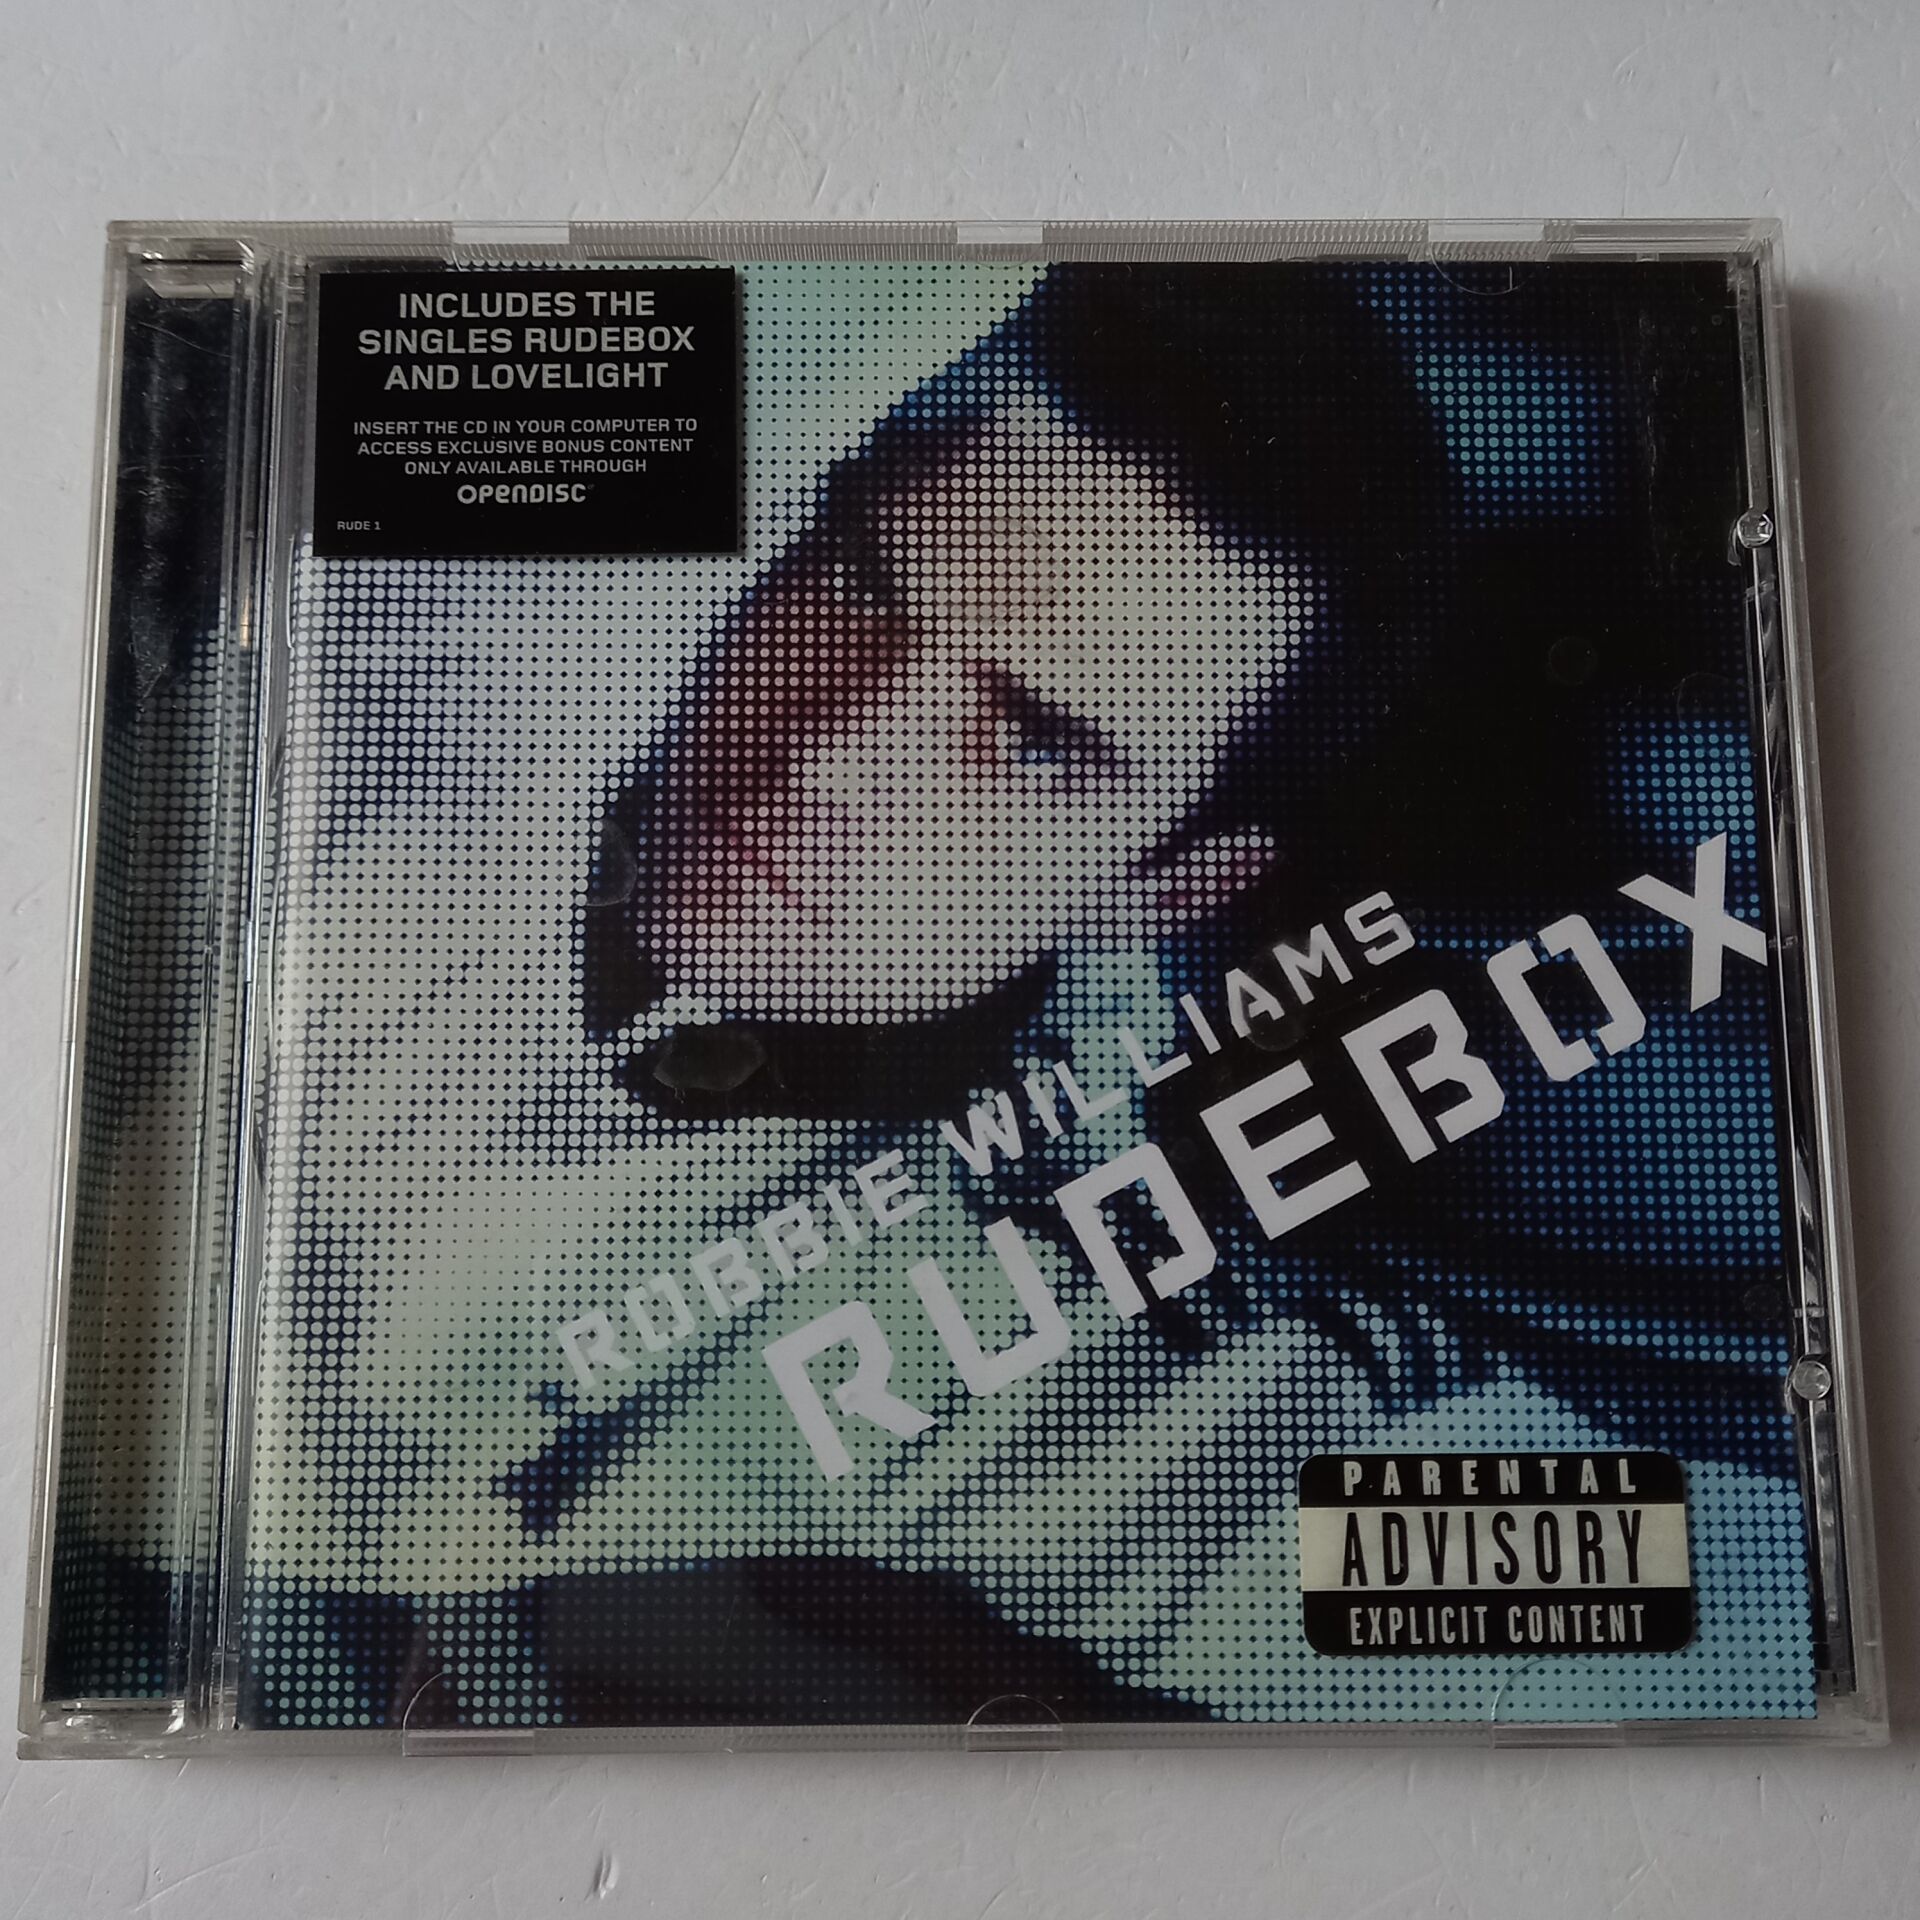 INCLUDES THE
SINGLES RUDEBOX
AND LOVELIGHT
INSERT THE CD IN YOUR COMPUTER TO
ACCESS EXCLUSIVE BONUS CONTENT
ONLY AVAILABLE THROUGH
OPENDISC
RUDE 1
ROBBIE WILLIAMS
RUDEBOX
PARENTAL
ADVISORY
EXPLICIT CONTENT